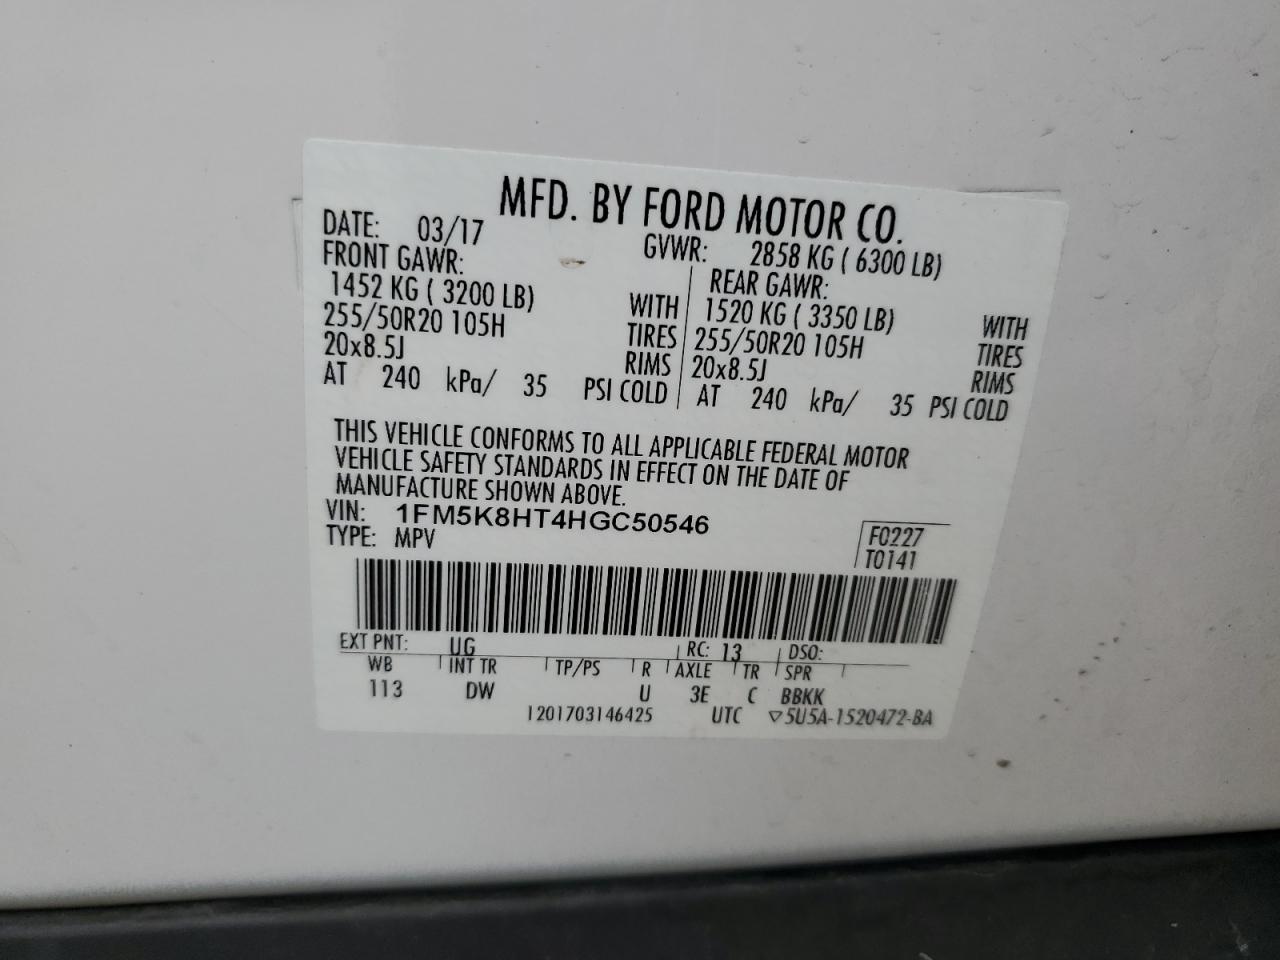 MFD. BY FORD MOTOR CO.
DATE: 03/17 GVWR: 2858 KG ( 6300 LB)
FRONT GAWR: REAR GAWR:
1452 KG ( 3200 LB) WITH 1520 KG ( 3350 LB) WITH
255/50R20 105H TIRES 255/50R20 105H TIRES
20x8.5J RIMS 20x8.5J RIMS
AT 240 kPa/ 35 PSI COLD AT 240 kPa/ 35 PSI COLD
THIS VEHICLE CONFORMS TO ALL APPLICABLE FEDERAL MOTOR
VEHICLE SAFETY STANDARDS IN EFFECT ON THE DATE OF
MANUFACTURE SHOWN ABOVE.
VIN: 1FM5K8HT4HGC50546
TYPE: MPV
F0227
T0141
EXT PNT: UG RC: 13 DSO:
WB INT TR TP/PS R AXLE TR SPR
113 DW U 3E C BBKK
1201703146425 UTC ▽5U5A-1520472-BA